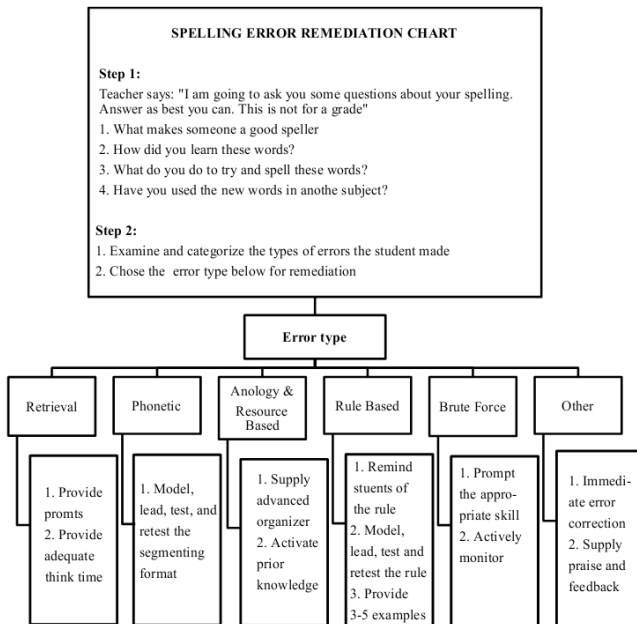 SPELLING ERROR REMEDIATION CHART
Step 1:
Teacher says: "I am going to ask you some questions about your spelling.
Answer as best you can. This is not for a grade"
1. What makes someone a good speller
2. How did you learn these words?
3. What do you do to try and spell these words?
4. Have you used the new words in anothe subject?
Step 2:
1. Examine and categorize the types of errors the student made
2. Chose the error type below for remediation
Error type
Retrieval
Phonetic
Anology &
Resource
Based
Rule Based
Brute Force
Other
1. Provide
promts
2. Provide
adequate
think time
1. Model,
lead, test, and
retest the
segmenting
format
1. Supply
advanced
organizer
2. Activate
prior
knowledge
1. Remind
stuents of
the rule
2. Model,
lead, test and
retest the rule
3. Provide
3-5 examples
1. Prompt
the appro-
priate skill
2. Actively
monitor
1. Immedi-
ate error
correction
2. Supply
praise and
feedback